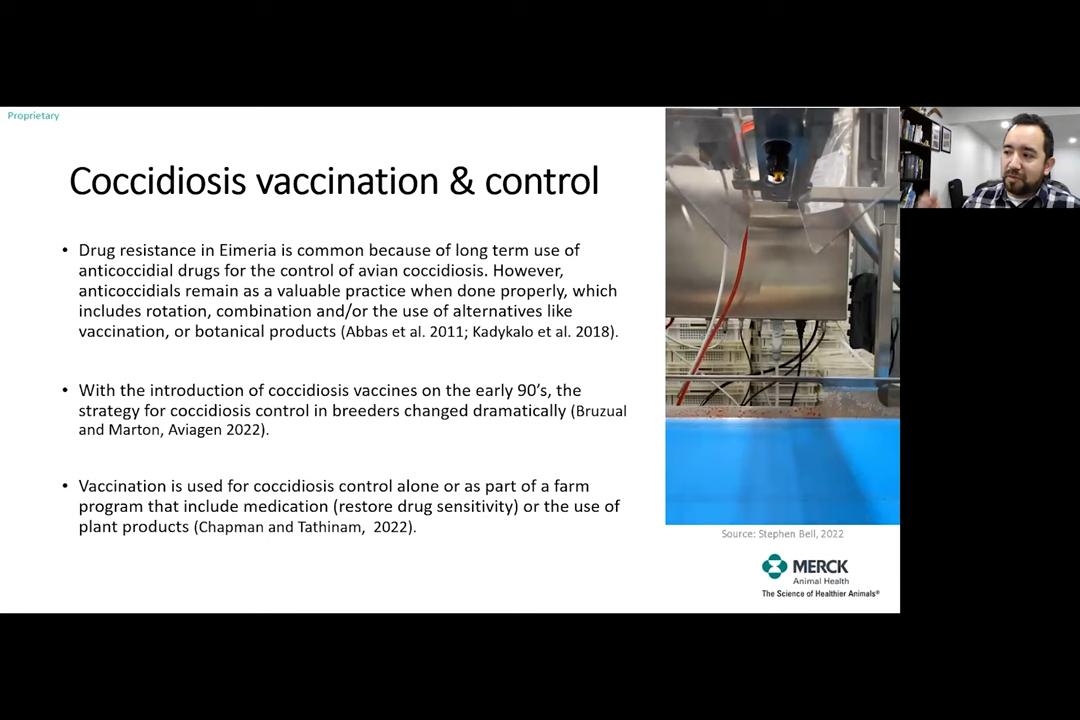 Proprietary
Coccidiosis vaccination & control
• Drug resistance in Eimeria is common because of long term use of
anticoccidial drugs for the control of avian coccidiosis. However,
anticoccidials remain as a valuable practice when done properly, which
includes rotation, combination and/or the use of alternatives like
vaccination, or botanical products (Abbas et al. 2011; Kadykalo et al. 2018).
• With the introduction of coccidiosis vaccines on the early 90’s, the
strategy for coccidiosis control in breeders changed dramatically (Bruzual
and Marton, Aviagen 2022).
• Vaccination is used for coccidiosis control alone or as part of a farm
program that include medication (restore drug sensitivity) or the use of
plant products (Chapman and Tathinam, 2022).
Source: Stephen Bell, 2022
MERCK
Animal Health
The Science of Healthier Animals®